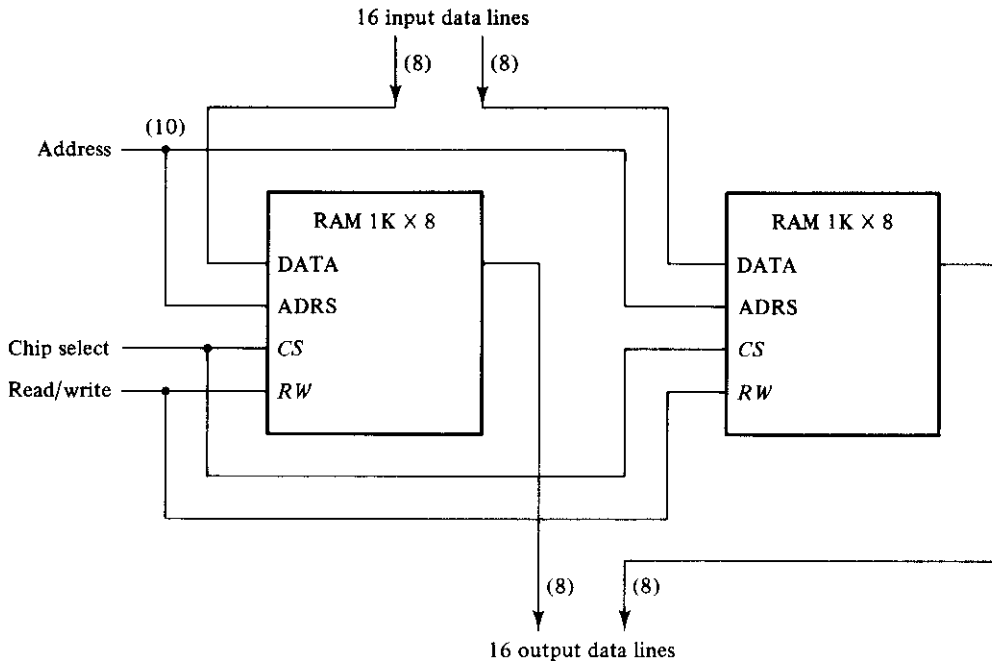 16 input data lines
(8)
(8)
(10)
Address
RAM 1K × 8
DATA
ADRS
CS
RW
RAM 1K × 8
DATA
ADRS
CS
RW
Chip select
Read/write
(8)
(8)
16 output data lines